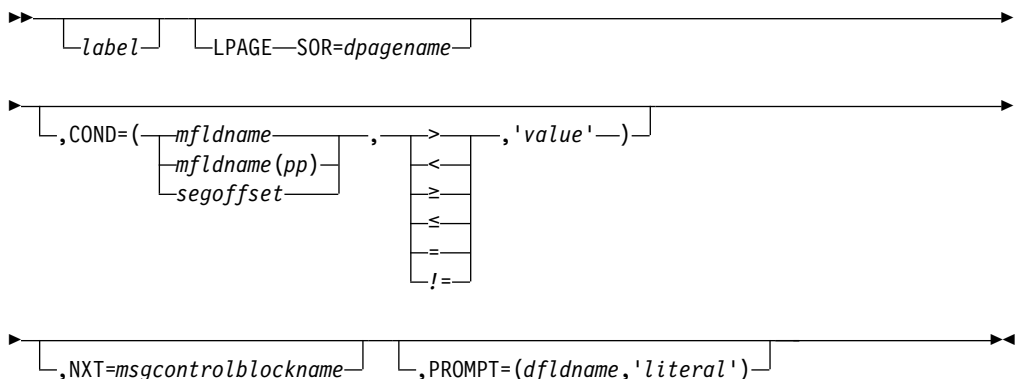 label LPAGE SOR=dpagename
,COND=( mfldname , > ,'value' )
mfldname(pp) <
segoffset ≥
≤
=
!=
,NXT=msgcontrolblockname ,PROMPT=(dfldname,'literal')